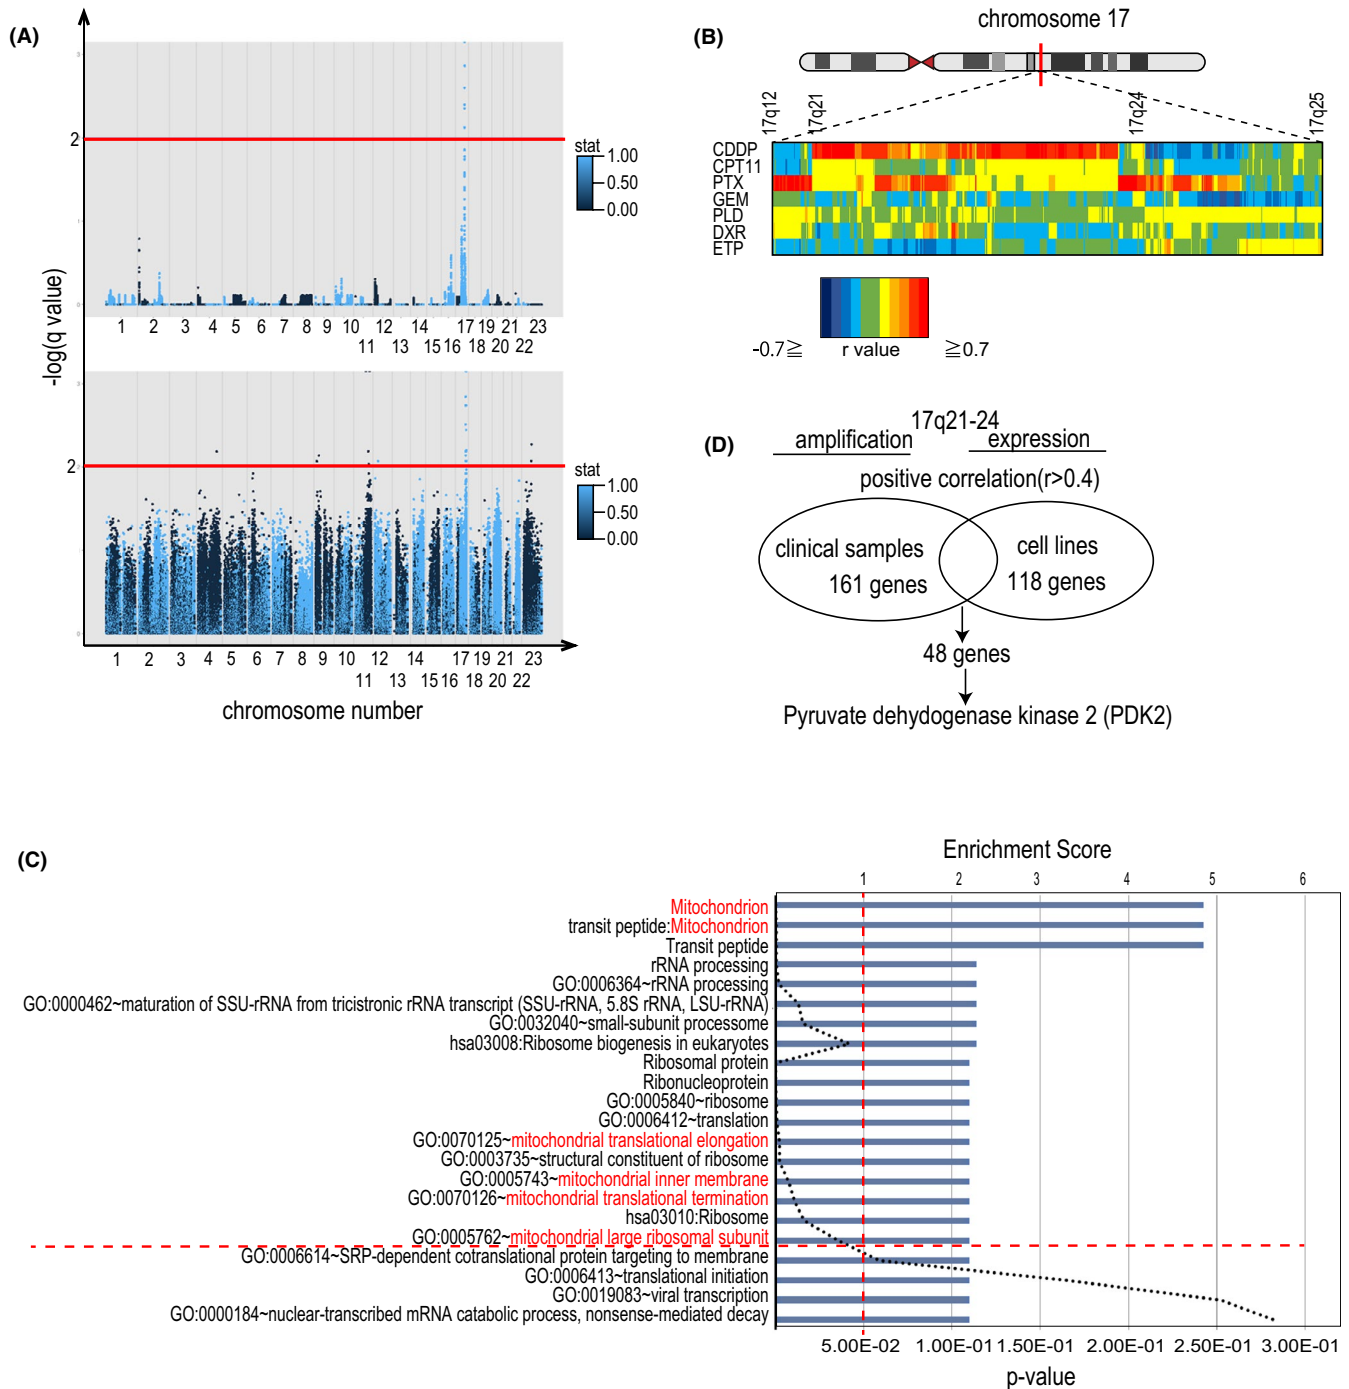 (A)
-log(q value)
2
stat
1.00
0.50
0.00
1 2 3 4 5 6 7 8 9 10 12 14 17 19 21 23
11 13 15 16 18 20 22
2
stat
1.00
0.50
0.00
1 2 3 4 5 6 7 8 9 10 12 14 17 19 21 23
11 13 15 16 18 20 22
chromosome number
(B)
chromosome 17
17q12
17q21
17q24
17q25
CDDP
CPT11
PTX
GEM
PLD
DXR
ETP
-0.7≧ r value ≧0.7
(D)
17q21-24
amplification expression
positive correlation(r>0.4)
clinical samples
161 genes
cell lines
118 genes
48 genes
Pyruvate dehydogenase kinase 2 (PDK2)
(C)
Enrichment Score
1 2 3 4 5 6
Mitochondrion
transit peptide:Mitochondrion
Transit peptide
rRNA processing
GO:0006364~rRNA processing
GO:0000462~maturation of SSU-rRNA from tricistronic rRNA transcript (SSU-rRNA, 5.8S rRNA, LSU-rRNA)
GO:0032040~small-subunit processome
hsa03008:Ribosome biogenesis in eukaryotes
Ribosomal protein
Ribonucleoprotein
GO:0005840~ribosome
GO:0006412~translation
GO:0070125~mitochondrial translational elongation
GO:0003735~structural constituent of ribosome
GO:0005743~mitochondrial inner membrane
GO:0070126~mitochondrial translational termination
hsa03010:Ribosome
GO:0005762~mitochondrial large ribosomal subunit
GO:0006614~SRP-dependent cotranslational protein targeting to membrane
GO:0006413~translational initiation
GO:0019083~viral transcription
GO:0000184~nuclear-transcribed mRNA catabolic process, nonsense-mediated decay
5.00E-02 1.00E-01 1.50E-01 2.00E-01 2.50E-01 3.00E-01
p-value